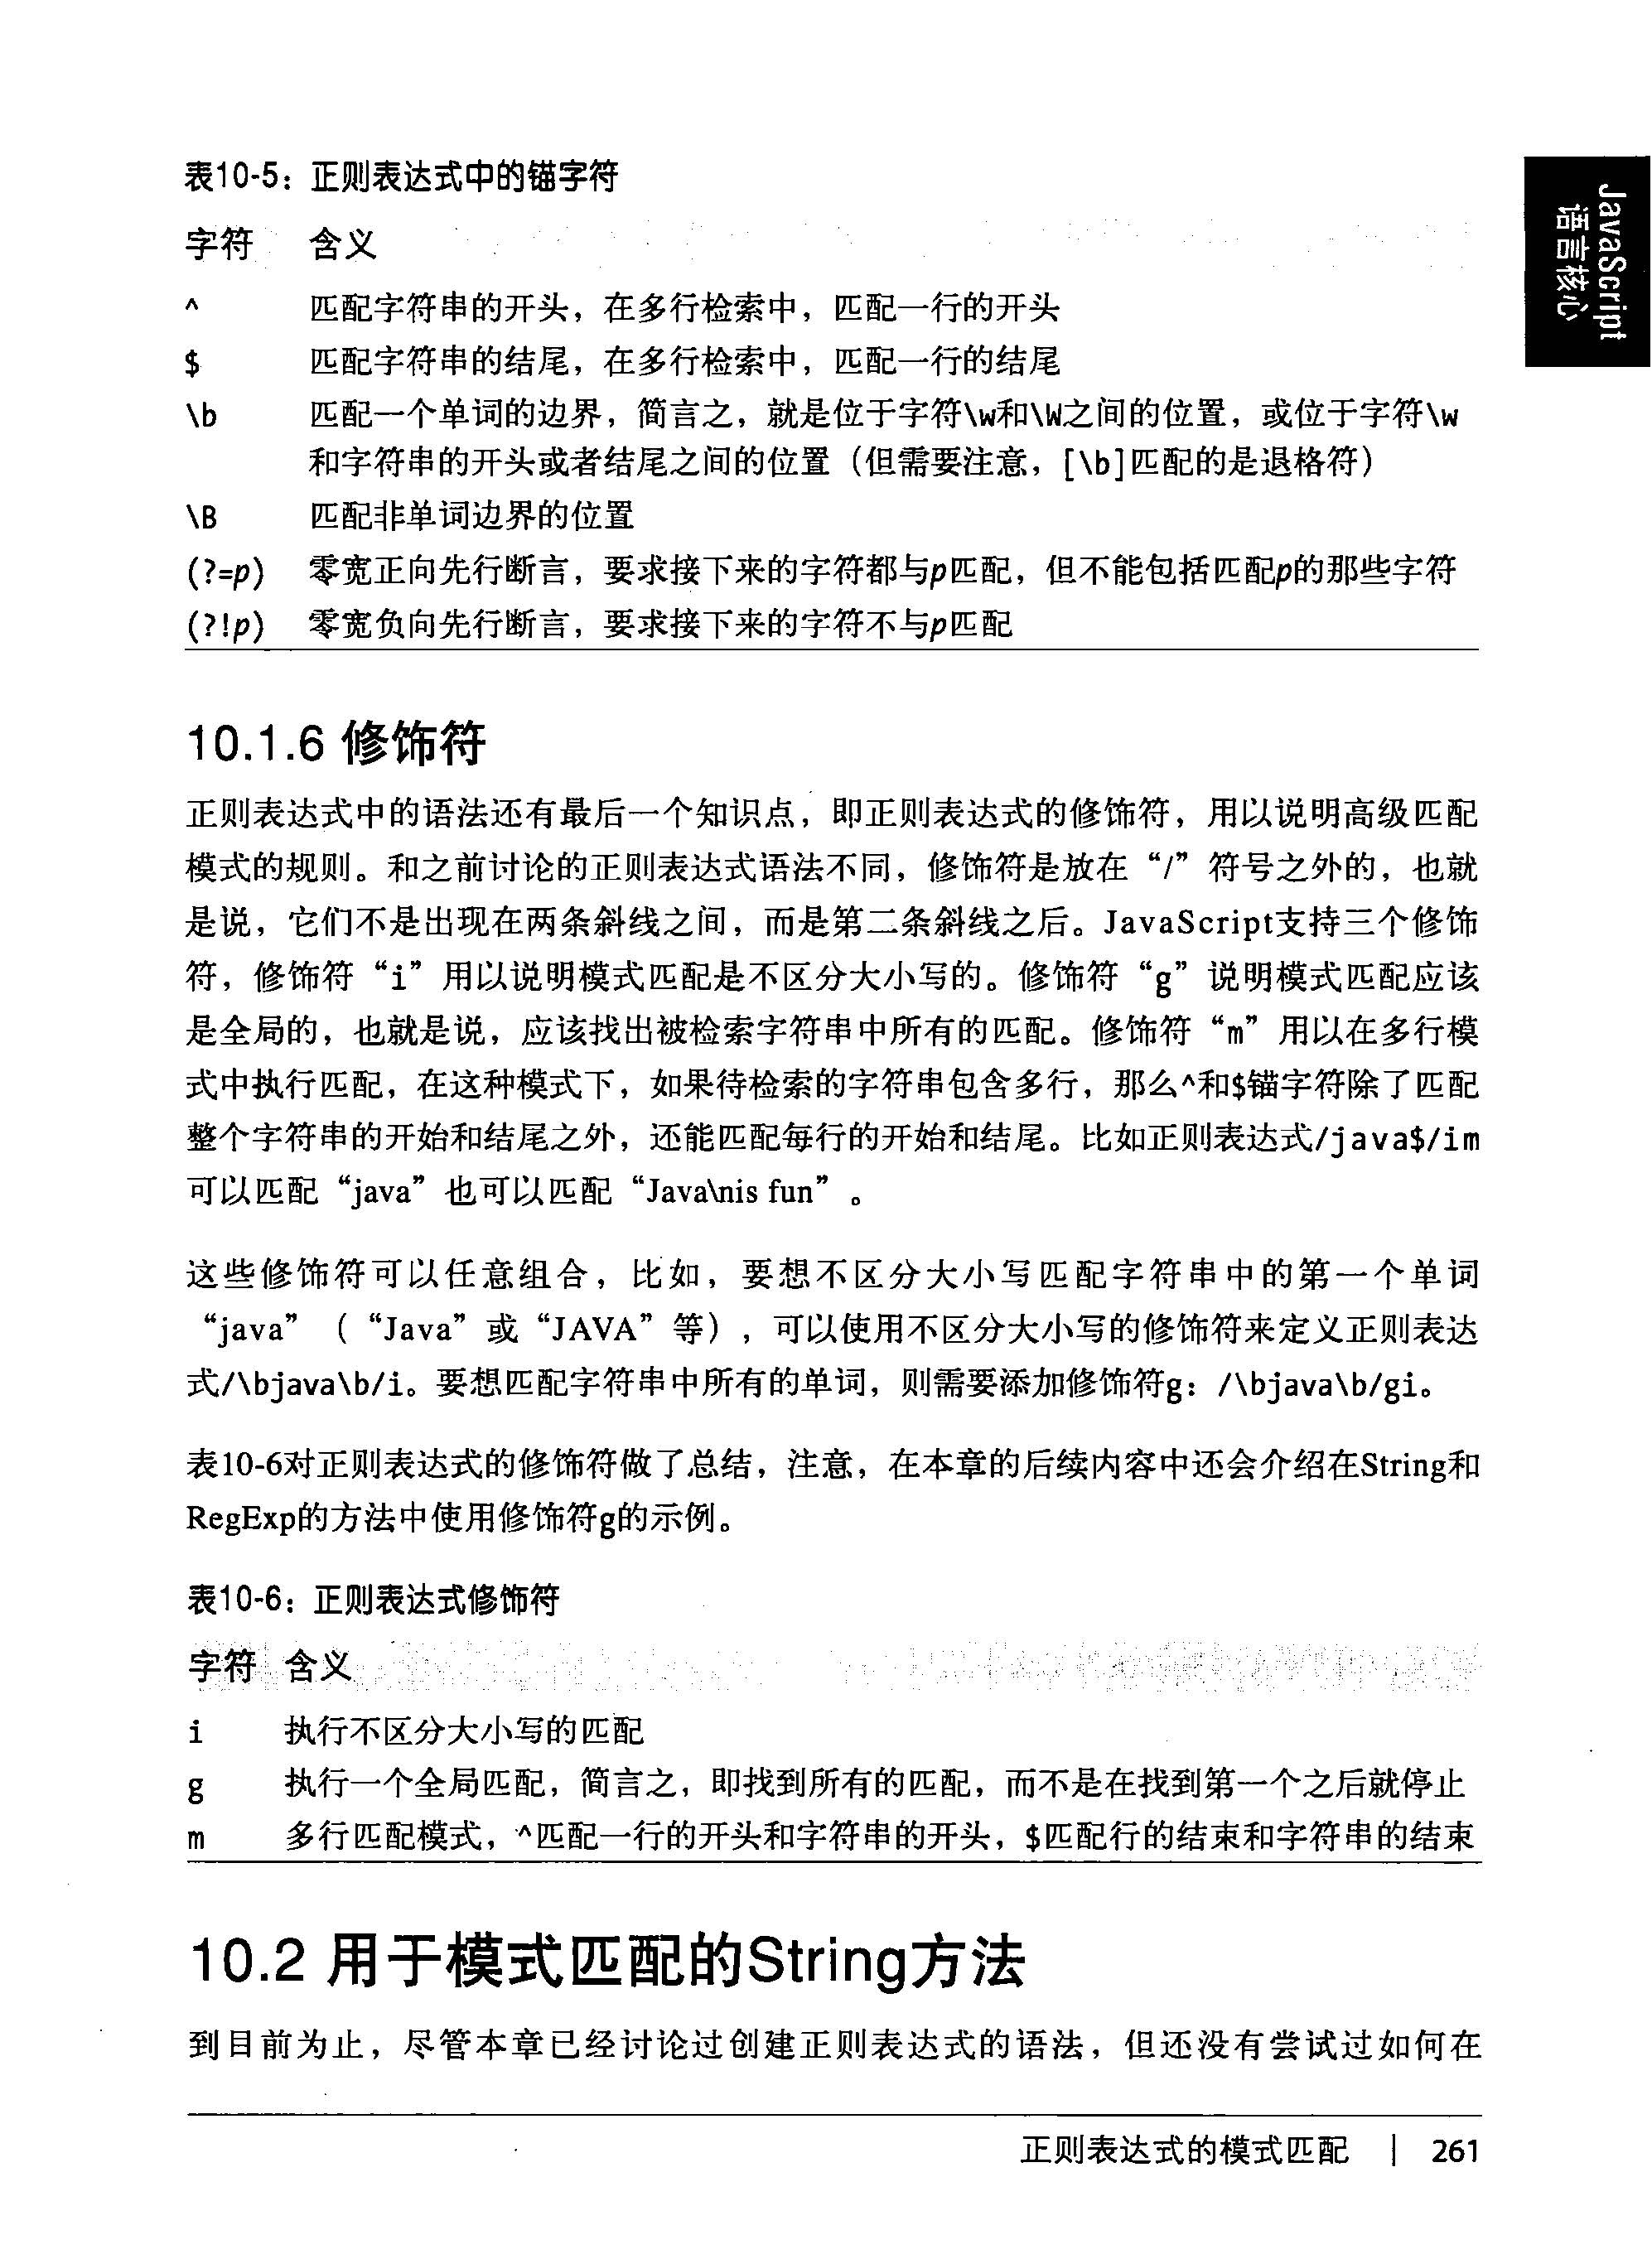 表10-5：正则表达式中的锚字符
字符 含义
^ 匹配字符串的开头，在多行检索中，匹配一行的开头
$ 匹配字符串的结尾，在多行检索中，匹配一行的结尾
\b 匹配一个单词的边界，简言之，就是位于字符\w和\W之间的位置，或位于字符\w
和字符串的开头或者结尾之间的位置（但需要注意，[\b]匹配的是退格符）
\B 匹配非单词边界的位置
(?=p) 零宽正向先行断言，要求接下来的字符都与p匹配，但不能包括匹配p的那些字符
(?!p) 零宽负向先行断言，要求接下来的字符不与p匹配
JavaScript
语言核心
10.1.6 修饰符
正则表达式中的语法还有最后一个知识点，即正则表达式的修饰符，用以说明高级匹配
模式的规则。和之前讨论的正则表达式语法不同，修饰符是放在“/”符号之外的，也就
是说，它们不是出现在两条斜线之间，而是第二条斜线之后。JavaScript支持三个修饰
符，修饰符“i”用以说明模式匹配是不区分大小写的。修饰符“g”说明模式匹配应该
是全局的，也就是说，应该找出被检索字符串中所有的匹配。修饰符“m”用以在多行模
式中执行匹配，在这种模式下，如果待检索的字符串包含多行，那么^和$锚字符除了匹配
整个字符串的开始和结尾之外，还能匹配每行的开始和结尾。比如正则表达式/java$/im
可以匹配“java”也可以匹配“Java\nis fun”。
这些修饰符可以任意组合，比如，要想不区分大小写匹配字符串中的第一个单词
“java”（“Java”或“JAVA”等），可以使用不区分大小写的修饰符来定义正则表达
式/\bjava\b/i。要想匹配字符串中所有的单词，则需要添加修饰符g：/\bjava\b/gi。
表10-6对正则表达式的修饰符做了总结，注意，在本章的后续内容中还会介绍在String和
RegExp的方法中使用修饰符g的示例。
表10-6：正则表达式修饰符
字符 含义
i 执行不区分大小写的匹配
g 执行一个全局匹配，简言之，即找到所有的匹配，而不是在找到第一个之后就停止
m 多行匹配模式，^匹配一行的开头和字符串的开头，$匹配行的结束和字符串的结束
10.2 用于模式匹配的String方法
到目前为止，尽管本章已经讨论过创建正则表达式的语法，但还没有尝试过如何在
正则表达式的模式匹配 | 261